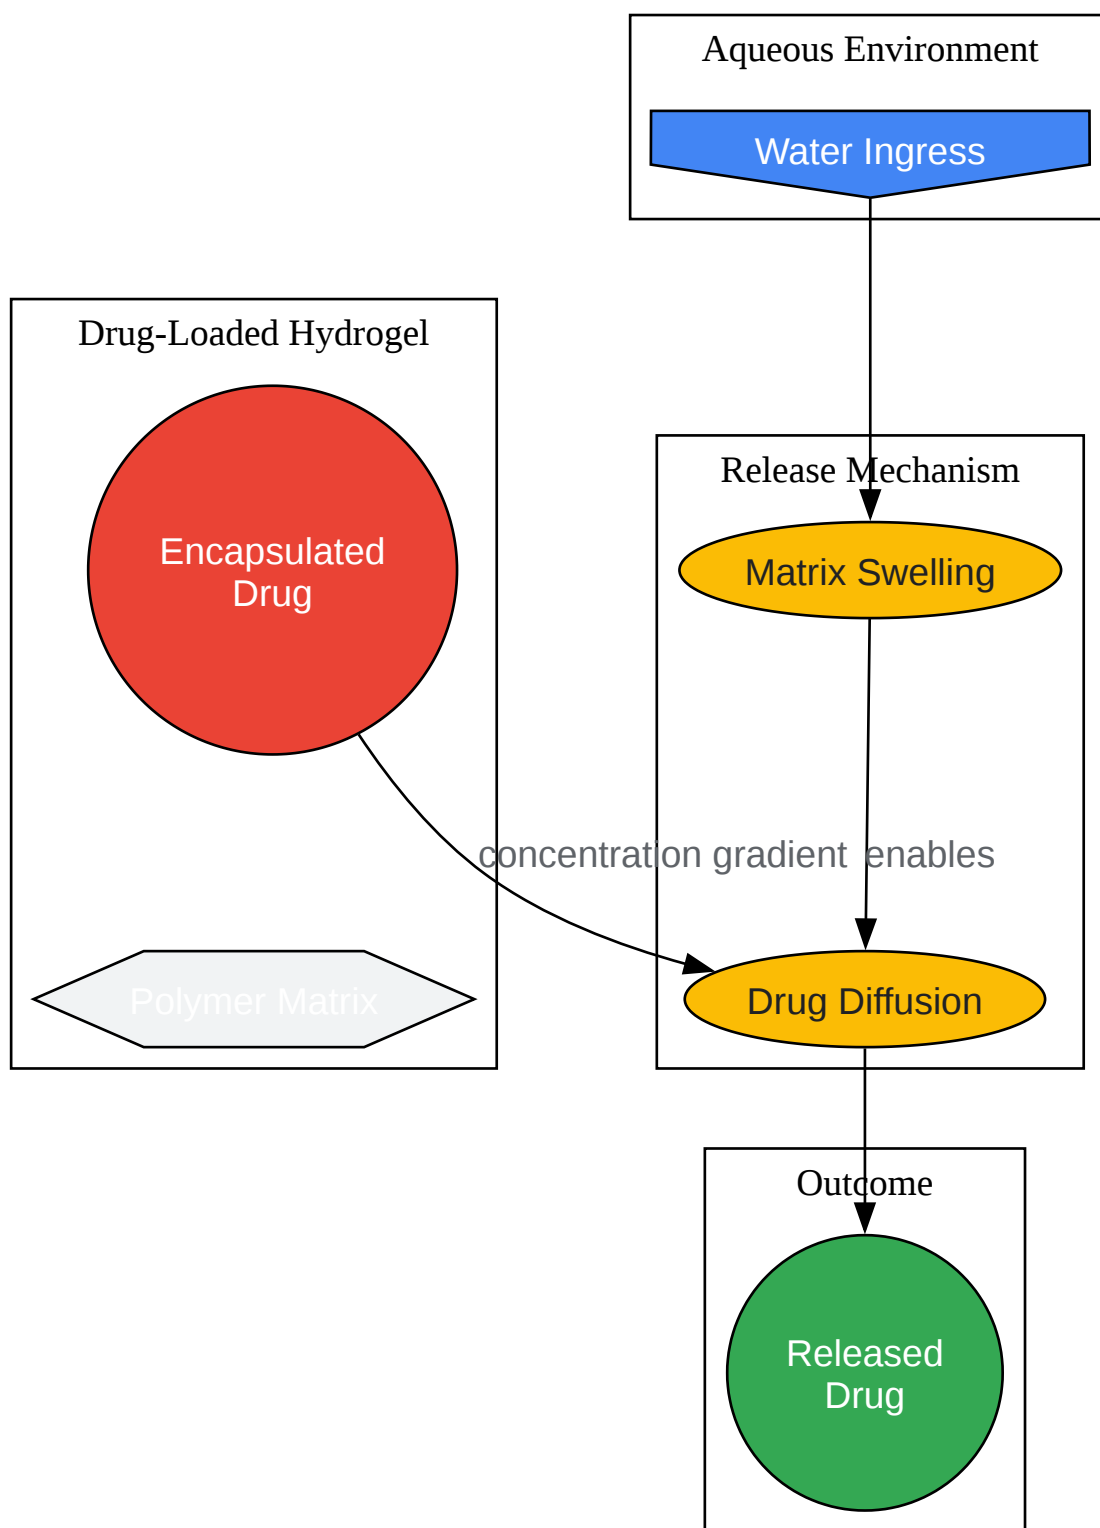 Aqueous Environment
Water Ingress
Drug-Loaded Hydrogel
Encapsulated
Drug
Release Mechanism
Matrix Swelling
concentration gradient
enables
Polymer Matrix
Drug Diffusion
Outcome
Released
Drug